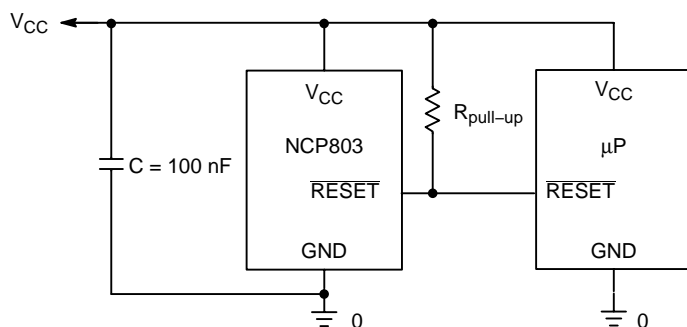 VCC
VCC
NCP803
RESET
GND
C = 100 nF
Rpull–up
VCC
μP
RESET
GND
0
0